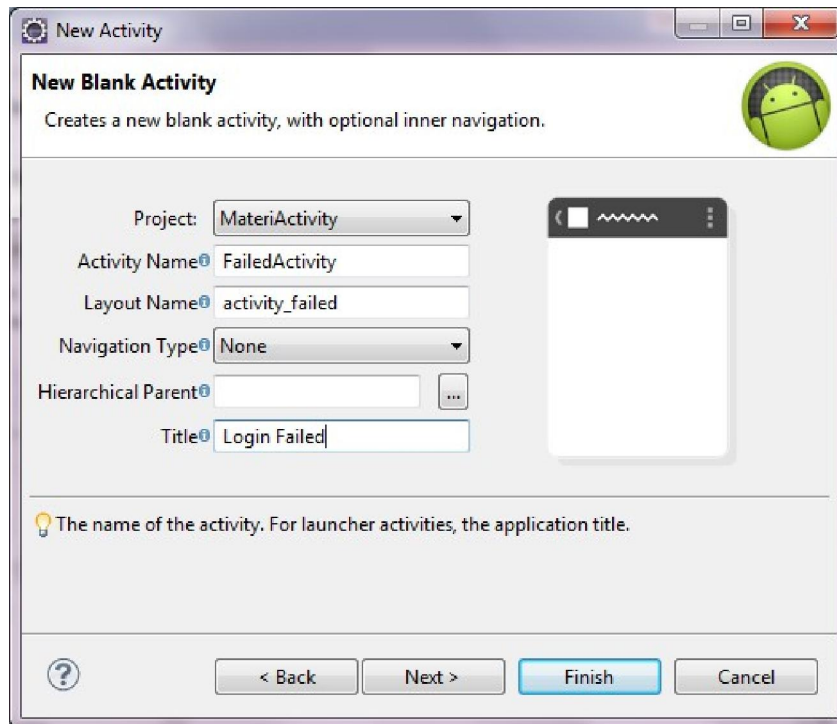 New Activity
New Blank Activity
Creates a new blank activity, with optional inner navigation.
Project: MateriActivity
Activity Name FailedActivity
Layout Name activity_failed
Navigation Type None
Hierarchical Parent ...
Title Login Failed
The name of the activity. For launcher activities, the application title.
? < Back Next > Finish Cancel